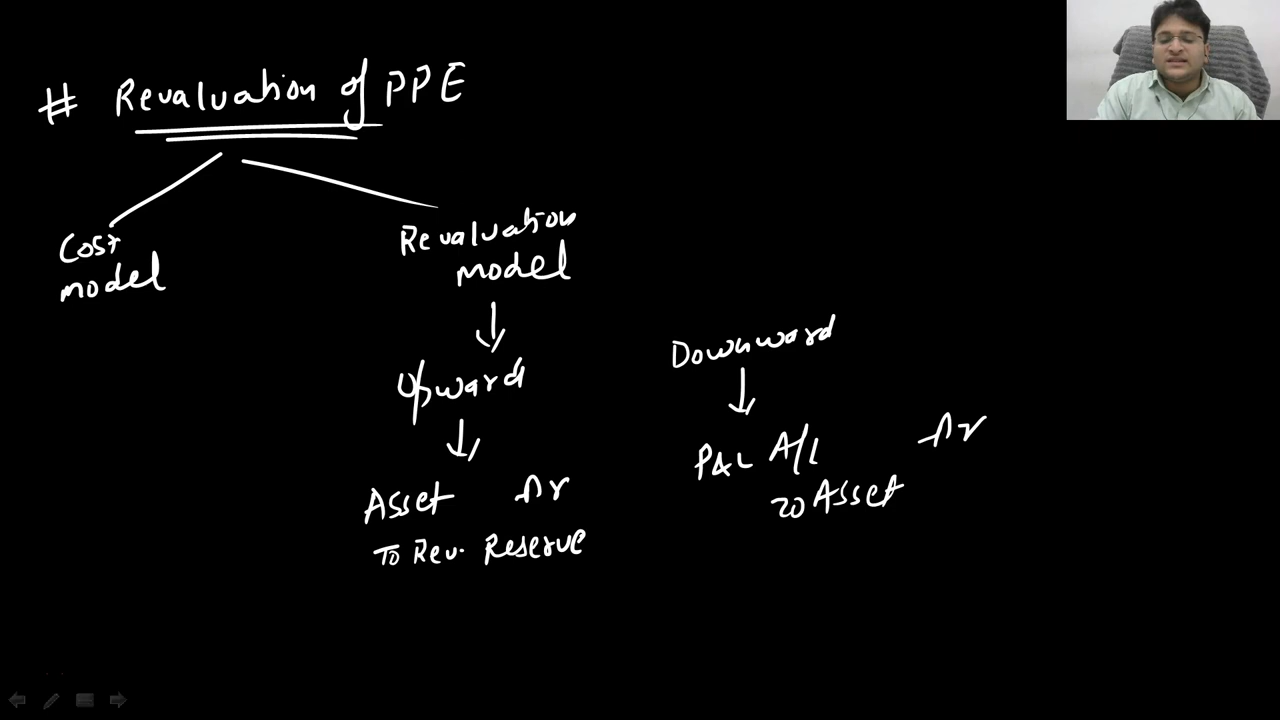 # Revaluation of PPE
Cost
model
Revaluation
model
Upward
Asset Dr
To Rev. Reserve
Downward
P&L A/c Dr
To Asset